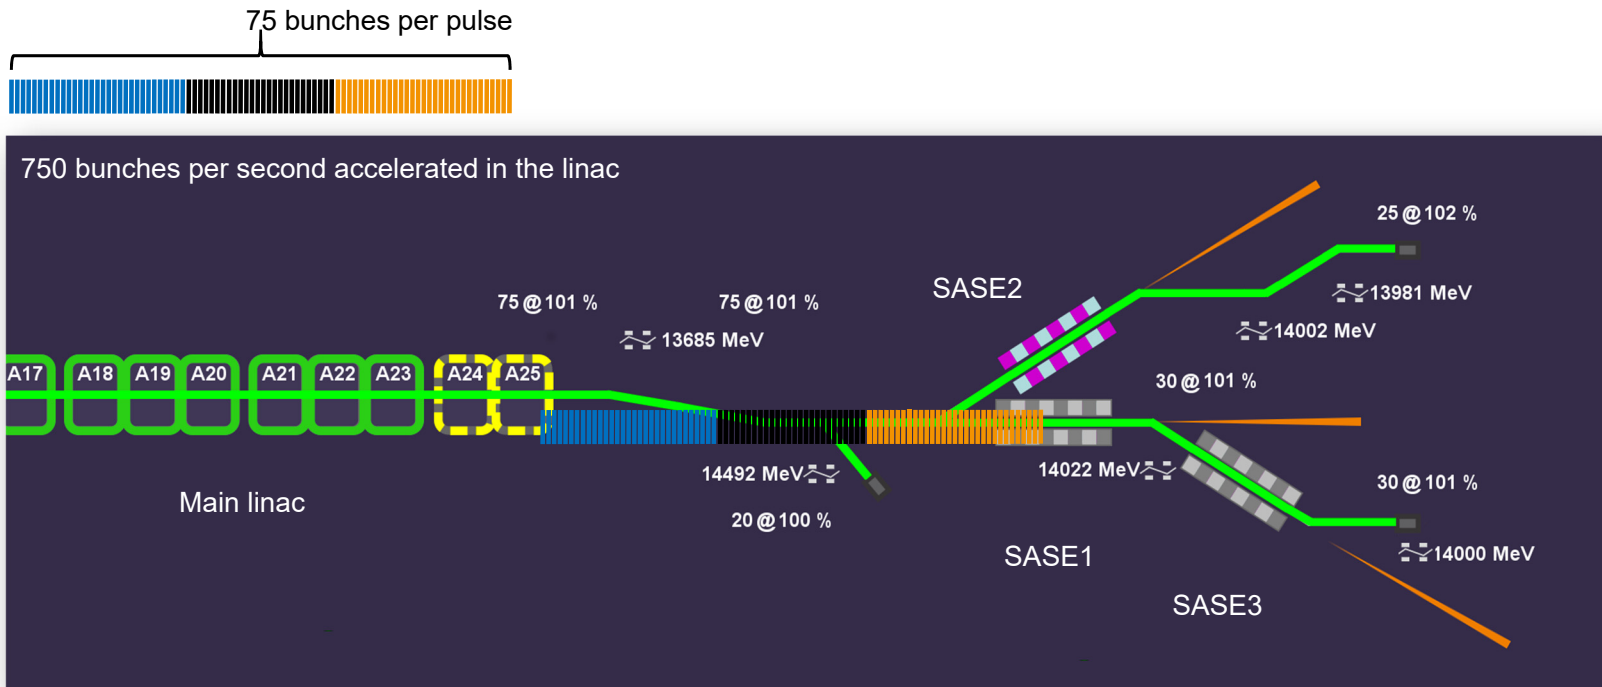 75 bunches per pulse
750 bunches per second accelerated in the linac
25 @ 102 %
SASE2
75 @ 101 %
75 @ 101 %
13981 MeV
13685 MeV
14002 MeV
A17
A18
A19
A20
A21
A22
A23
A24
A25
30 @ 101 %
14492 MeV
14022 MeV
30 @ 101 %
Main linac
20 @ 100 %
SASE1
14000 MeV
SASE3